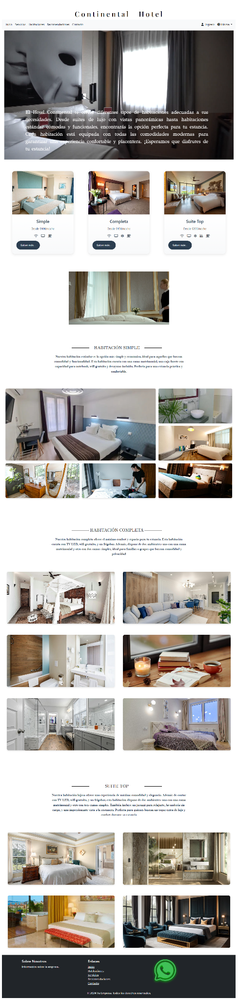 Continental Hotel
Inicio Servicios Habitaciones Recomendaciones Contacto Ingreso Idioma
El Hotel Continental te ofrece diferentes tipos de habitaciones adecuadas a tus
necesidades. Desde suites de lujo con vistas panorámicas hasta habitaciones
estándar cómodas y funcionales, encontrarás la opción perfecta para tu estancia.
Cada habitación está equipada con todas las comodidades modernas para
garantizar una experiencia confortable y placentera. ¡Esperamos que disfrutes de
tu estancia!
Simple
Desde $100/noche
Saber más...
Completa
Desde $150/noche
Saber más...
Suite Top
Desde $200/noche
Saber más...
HABITACIÓN SIMPLE
Nuestra habitación estándar es la opción más simple y económica, ideal para aquellos que buscan
comodidad y funcionalidad. Esta habitación cuenta con una cama matrimonial, una caja fuerte con
capacidad para notebook, wifi gratuito y desayuno incluido. Perfecta para una estancia práctica y
confortable.
HABITACIÓN COMPLETA
Nuestra habitación completa ofrece el máximo confort y espacio para tu estancia. Esta habitación
cuenta con TV LED, wifi gratuito, y un frigobar. Además, dispone de dos ambientes: uno con una cama
matrimonial y otro con dos camas simples, ideal para familias o grupos que buscan comodidad y
privacidad
SUITE TOP
Nuestra habitación lujosa ofrece una experiencia de máxima comodidad y elegancia. Además de contar
con TV LED, wifi gratuito, y un frigobar, esta habitación dispone de dos ambientes: uno con una cama
matrimonial y otro con tres camas simples. También incluye un jacuzzi para relajarte, lavandería sin
cargo, y una impresionante vista a la costanera. Perfecta para quienes buscan un toque extra de lujo y
confort durante su estancia
Sobre Nosotros
Información sobre la empresa.
Enlaces
Inicio
Habitaciones
Servicios
Recomendaciones
Contacto
© 2024 Tu Empresa. Todos los derechos reservados.